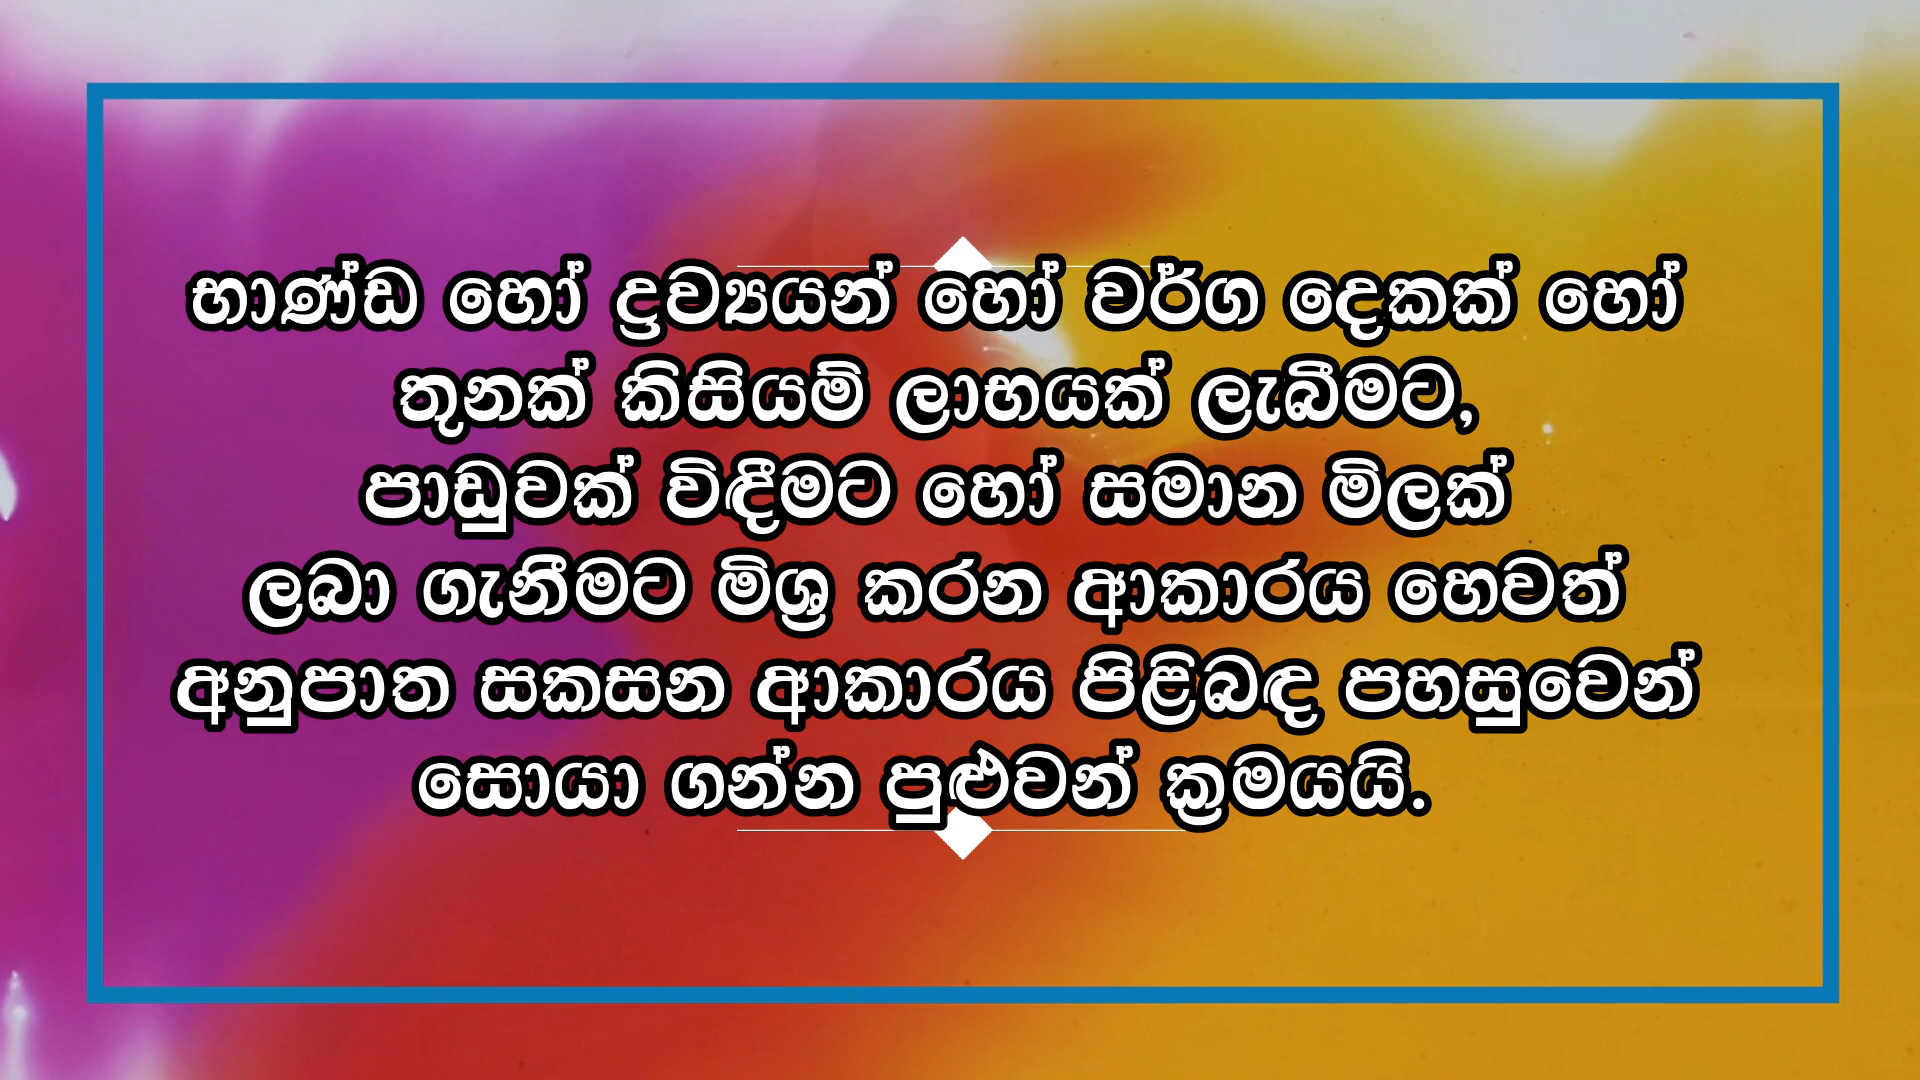 භාණ්ඩ හෝ ද්‍රව්‍යයන් හෝ වර්ග දෙකක් හෝ
තුනක් කිසියම් ලාභයක් ලැබීමට,
පාඩුවක් විඳීමට හෝ සමාන මිලක්
ලබා ගැනීමට මිශ්‍ර කරන ආකාරය හෙවත්
අනුපාත සකසන ආකාරය පිළිබඳ පහසුවෙන්
සොයා ගන්න පුළුවන් ක්‍රමයයි.